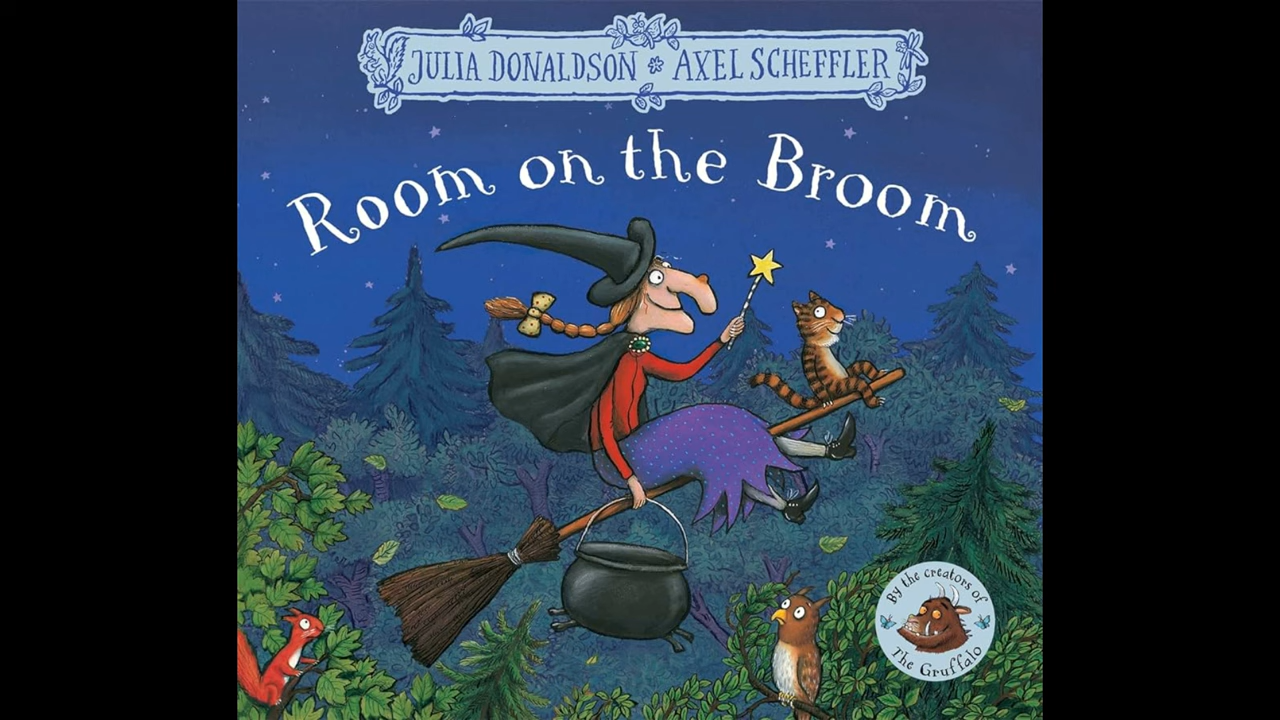 JULIA DONALDSON * AXEL SCHEFFLER
Room on the Broom
By the creators of
The Gruffalo